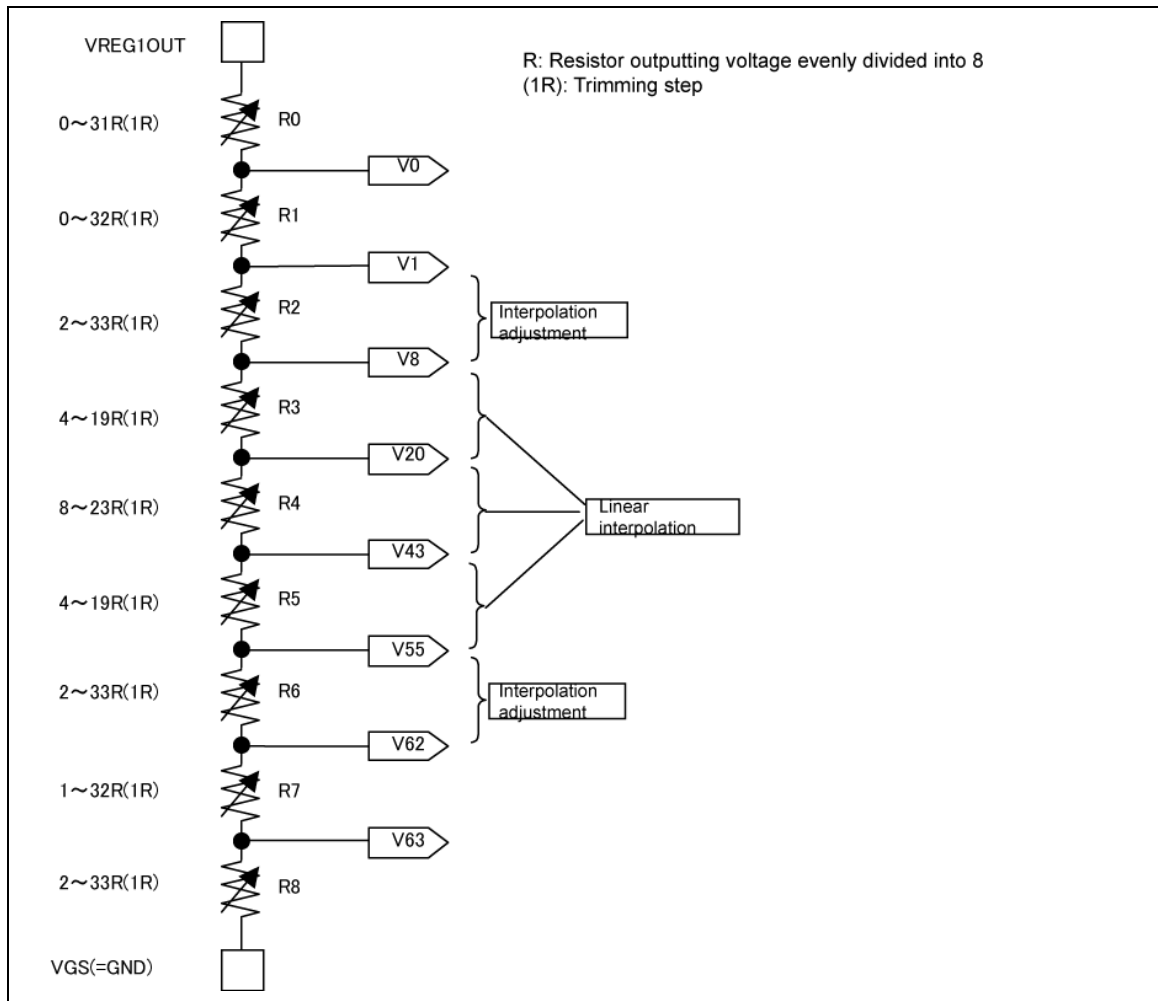 VREG1OUT
R: Resistor outputting voltage evenly divided into 8
(1R): Trimming step
0～31R(1R)
R0
V0
0～32R(1R)
R1
V1
2～33R(1R)
R2
Interpolation
adjustment
V8
4～19R(1R)
R3
V20
8～23R(1R)
R4
Linear
interpolation
V43
4～19R(1R)
R5
V55
2～33R(1R)
R6
Interpolation
adjustment
V62
1～32R(1R)
R7
V63
2～33R(1R)
R8
VGS(=GND)